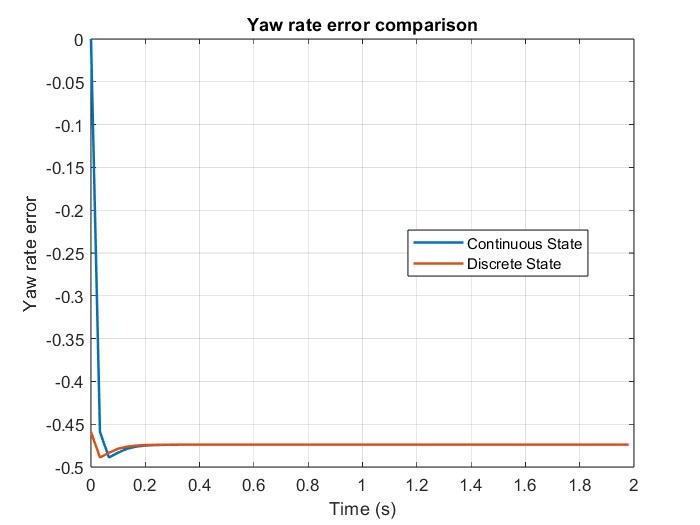 Yaw rate error comparison
0
-0.05
-0.1
-0.15
-0.2
-0.25
-0.3
-0.35
-0.4
-0.45
-0.5
Yaw rate error
Continuous State
Discrete State
0 0.2 0.4 0.6 0.8 1 1.2 1.4 1.6 1.8 2
Time (s)